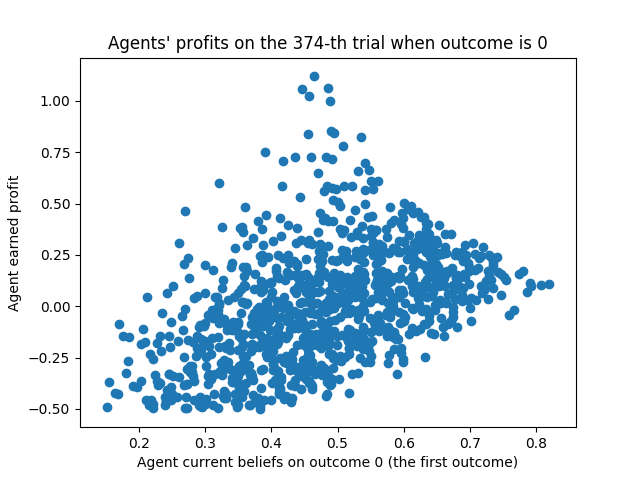 Agents' profits on the 374-th trial when outcome is 0
1.00
0.75
0.50
0.25
0.00
−0.25
−0.50
Agent earned profit
0.2 0.3 0.4 0.5 0.6 0.7 0.8
Agent current beliefs on outcome 0 (the first outcome)